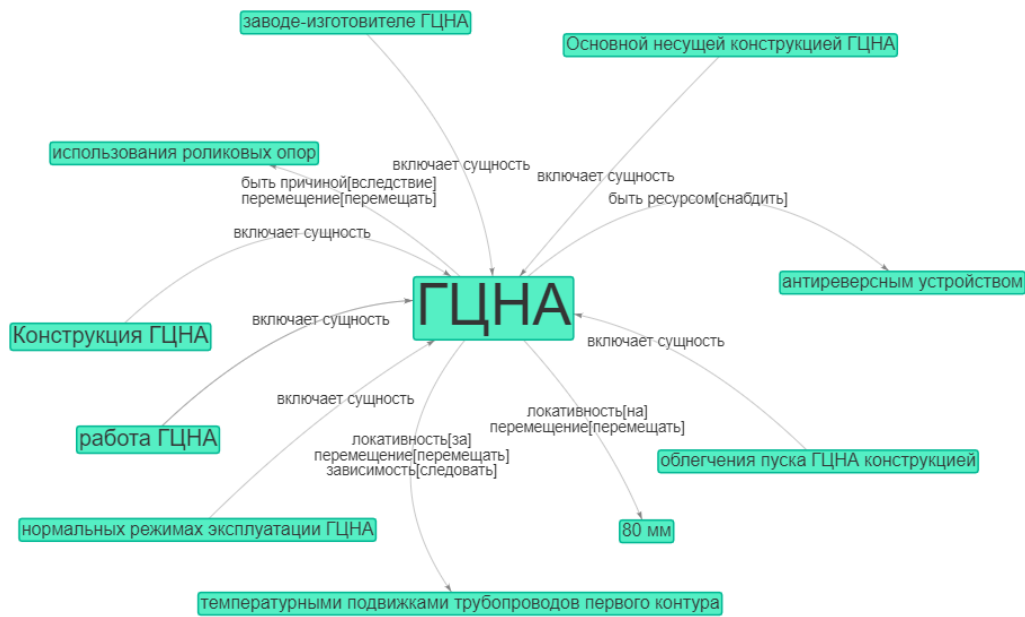 заводе-изготовителе ГЦНА
Основной несущей конструкцией ГЦНА
использования роликовых опор
включает сущность
включает сущность
быть причиной[вследствие]
перемещение[перемещать]
быть ресурсом[снабдить]
включает сущность
антиреверсным устройством
ГЦНА
Конструкция ГЦНА
включает сущность
включает сущность
включает сущность
локативность[на]
перемещение[перемещать]
работа ГЦНА
локативность[за]
перемещение[перемещать]
зависимость[следовать]
облегчения пуска ГЦНА конструкцией
нормальных режимах эксплуатации ГЦНА
80 мм
температурными подвижками трубопроводов первого контура